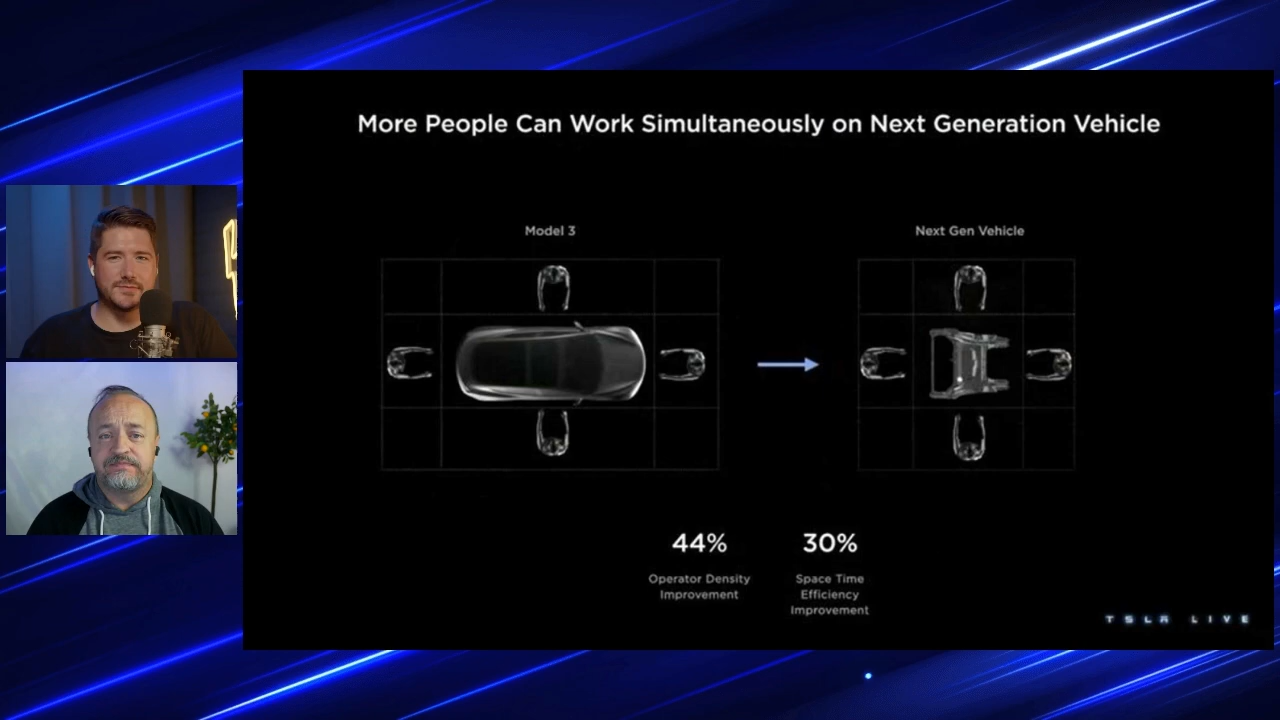 More People Can Work Simultaneously on Next Generation Vehicle
Model 3
Next Gen Vehicle
44%
Operator Density
Improvement
30%
Space Time
Efficiency
Improvement
TSLA LIVE